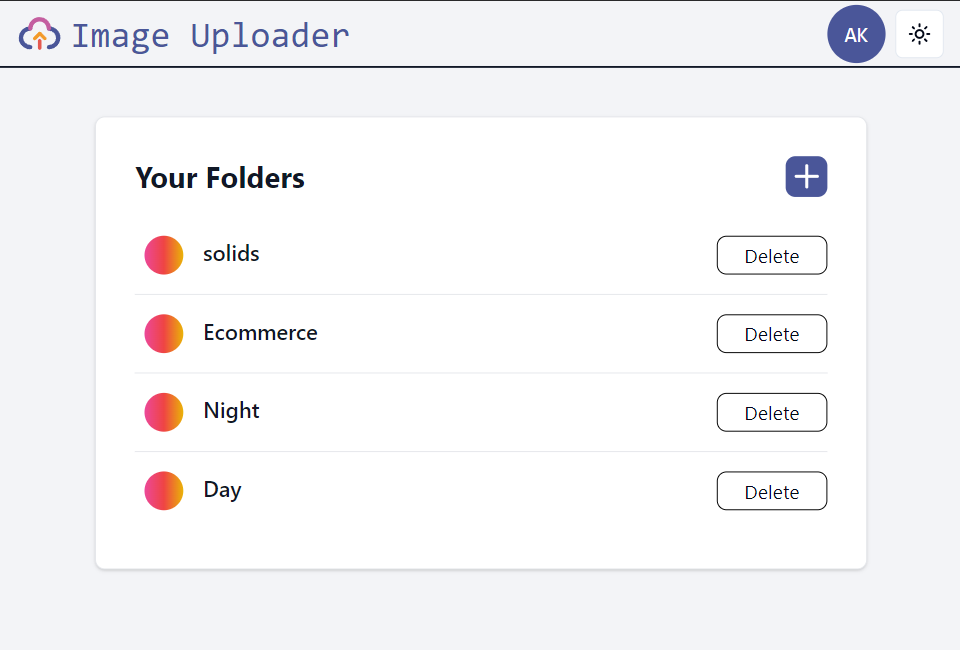 Image Uploader
AK
Your Folders
solids
Delete
Ecommerce
Delete
Night
Delete
Day
Delete